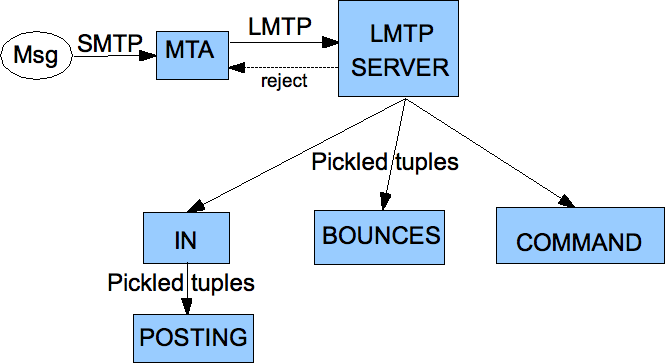 Msg
SMTP
MTA
LMTP
reject
LMTP
SERVER
Pickled tuples
IN
BOUNCES
COMMAND
Pickled tuples
POSTING